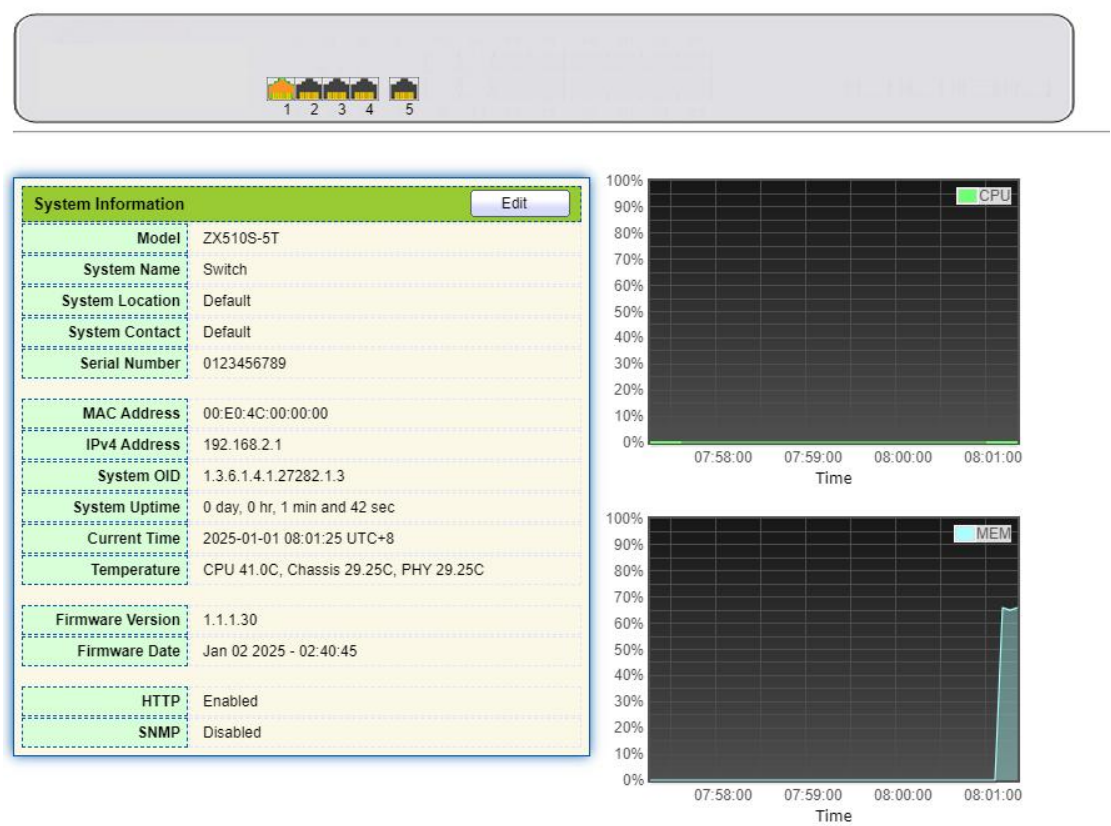 1 2 3 4 5
System Information Edit
Model ZX510S-5T
System Name Switch
System Location Default
System Contact Default
Serial Number 0123456789
MAC Address 00:E0:4C:00:00:00
IPv4 Address 192.168.2.1
System OID 1.3.6.1.4.1.27282.1.3
System Uptime 0 day, 0 hr, 1 min and 42 sec
Current Time 2025-01-01 08:01:25 UTC+8
Temperature CPU 41.0C, Chassis 29.25C, PHY 29.25C
Firmware Version 1.1.1.30
Firmware Date Jan 02 2025 - 02:40:45
HTTP Enabled
SNMP Disabled
100%
CPU
90%
80%
70%
60%
50%
40%
30%
20%
10%
0%
07:58:00 07:59:00 08:00:00 08:01:00
Time
100%
MEM
90%
80%
70%
60%
50%
40%
30%
20%
10%
0%
07:58:00 07:59:00 08:00:00 08:01:00
Time